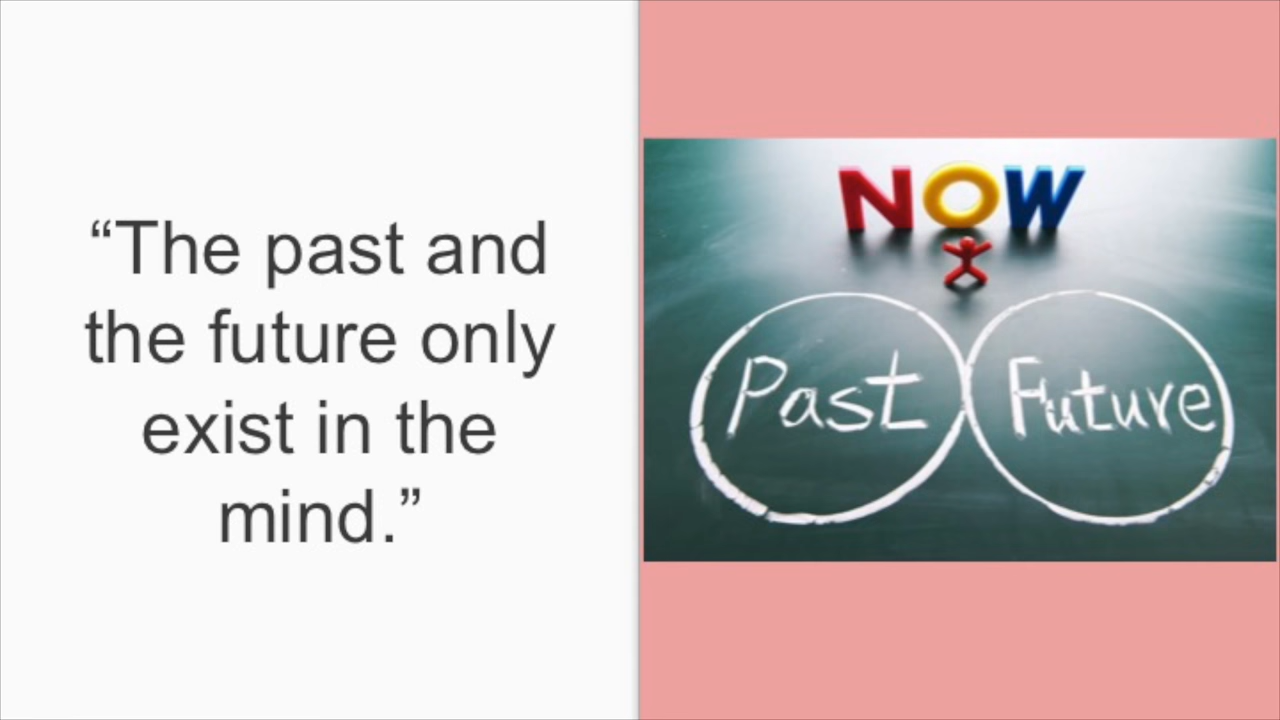 “The past and
the future only
exist in the
mind.”
NOW
Past Future